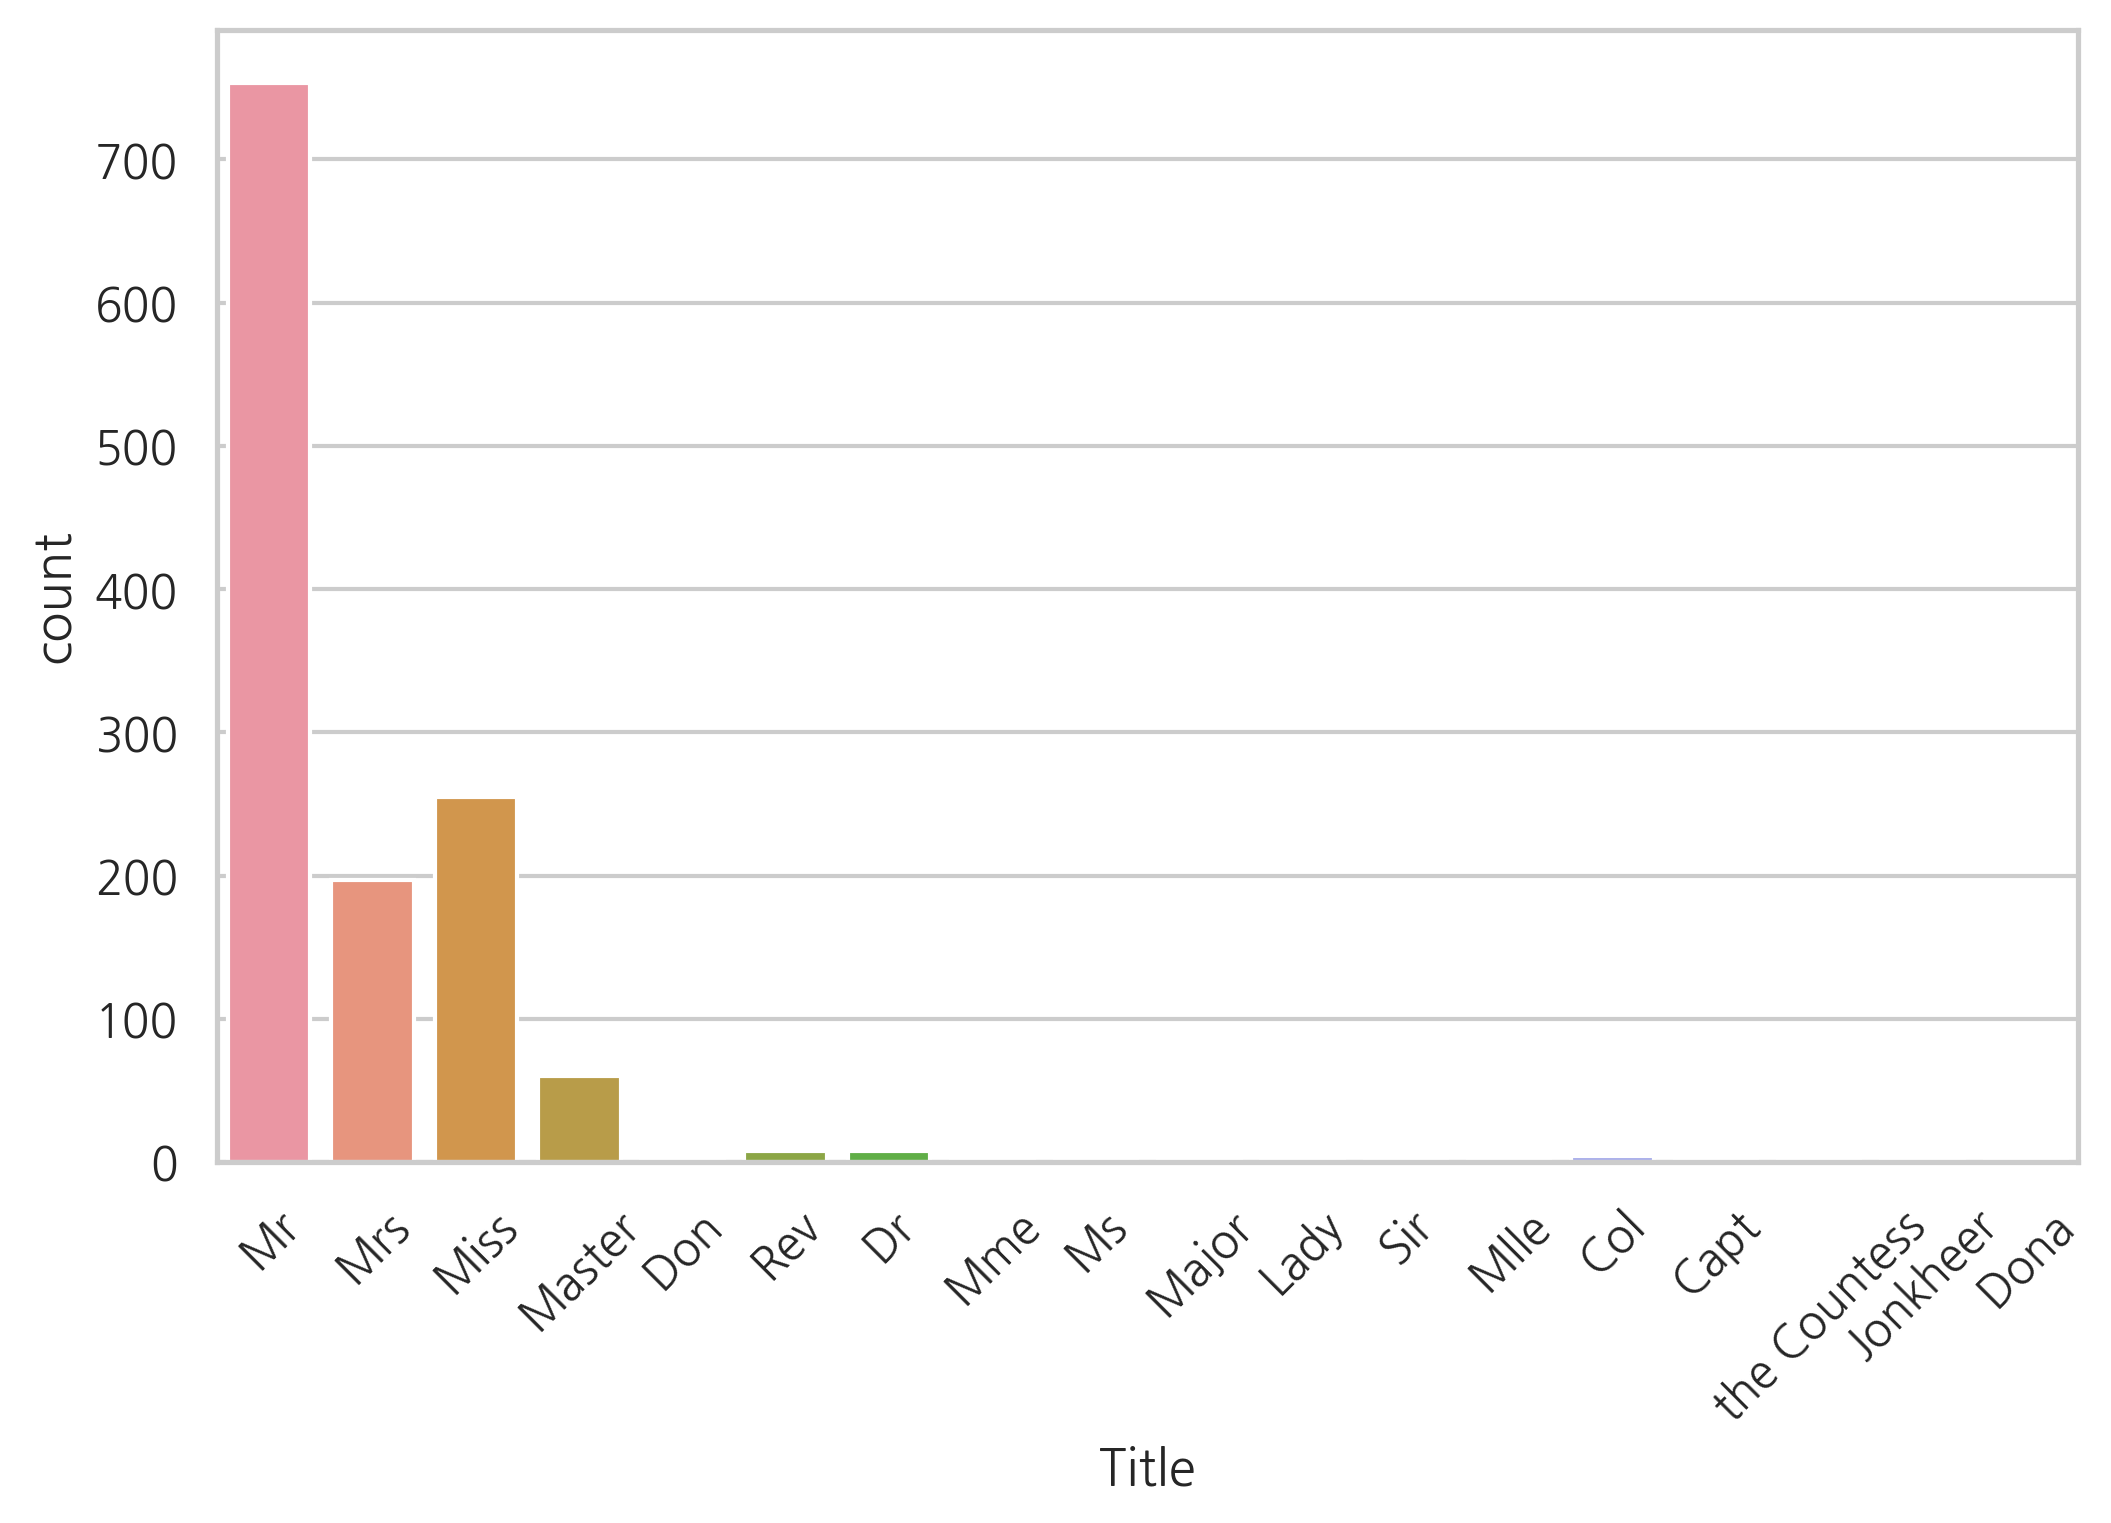 count
700
600
500
400
300
200
100
0
Mr
Mrs
Miss
Master
Don
Rev
Dr
Mme
Ms
Major
Lady
Sir
Mlle
Col
Capt
the Countess
Jonkheer
Dona
Title